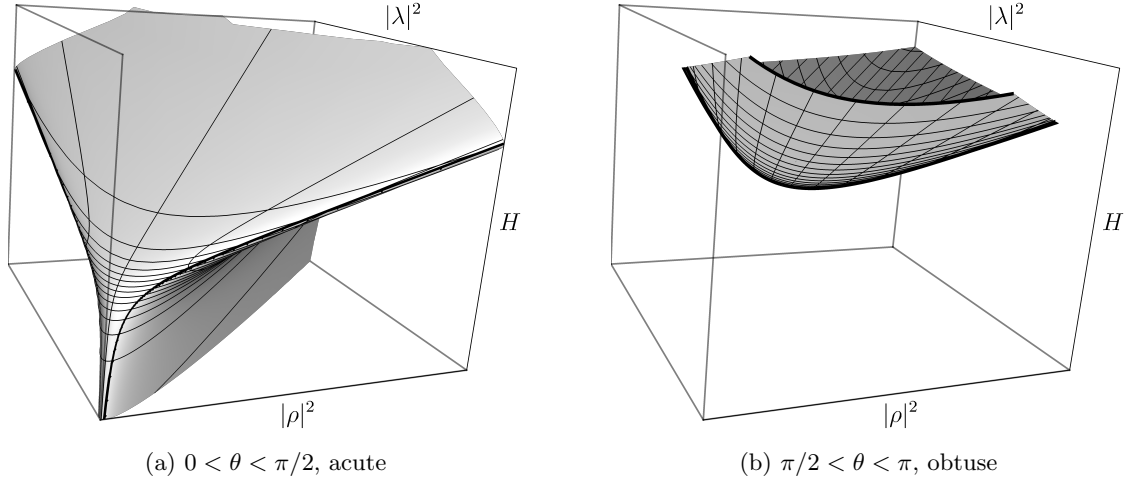 |λ|²
|λ|²
H
H
|ρ|²
|ρ|²
(a) 0 < θ < π/2, acute
(b) π/2 < θ < π, obtuse